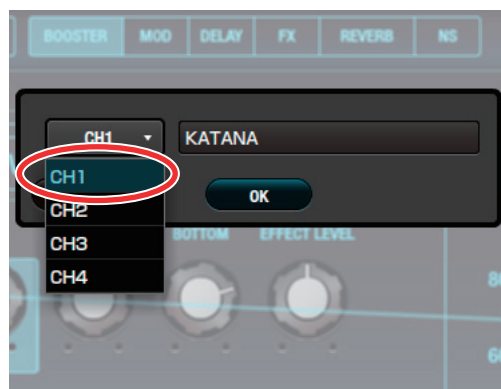 BOOSTER MOD DELAY FX REVERB NS
CH1 KATANA
CH1
CH2
OK
CH3
BOTTOM EFFECT LEVEL
CH4